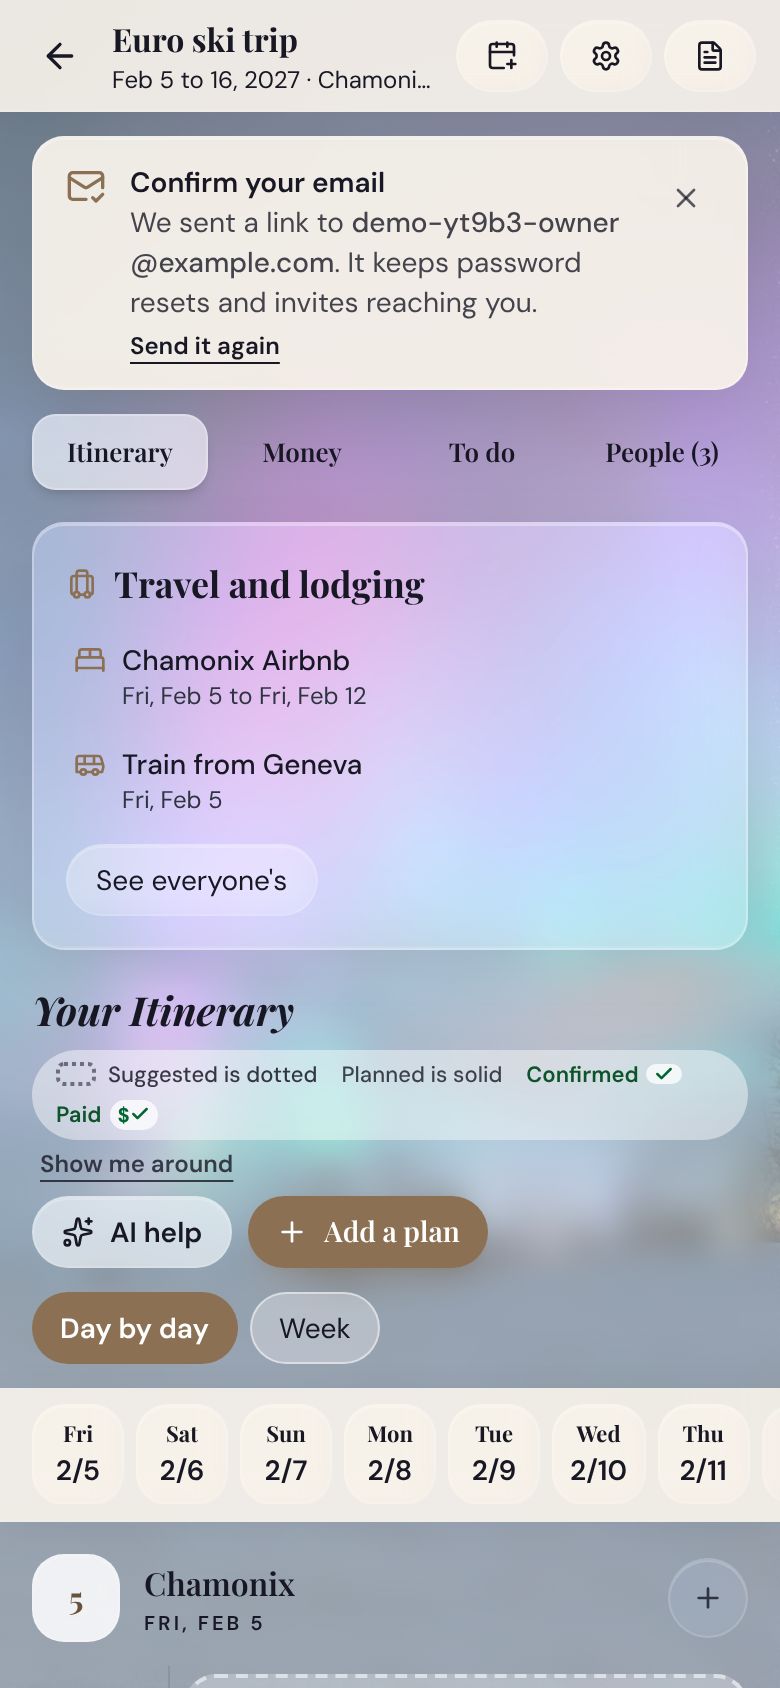 Euro ski trip
Feb 5 to 16, 2027 · Chamoni...
Confirm your email
We sent a link to demo-yt9b3-owner
@example.com. It keeps password
resets and invites reaching you.
Send it again
Itinerary Money To do People (3)
Travel and lodging
Chamonix Airbnb
Fri, Feb 5 to Fri, Feb 12
Train from Geneva
Fri, Feb 5
See everyone's
Your Itinerary
Suggested is dotted Planned is solid Confirmed ✓
Paid $✓
Show me around
AI help + Add a plan
Day by day Week
Fri Sat Sun Mon Tue Wed Thu
2/5 2/6 2/7 2/8 2/9 2/10 2/11
5 Chamonix
FRI, FEB 5